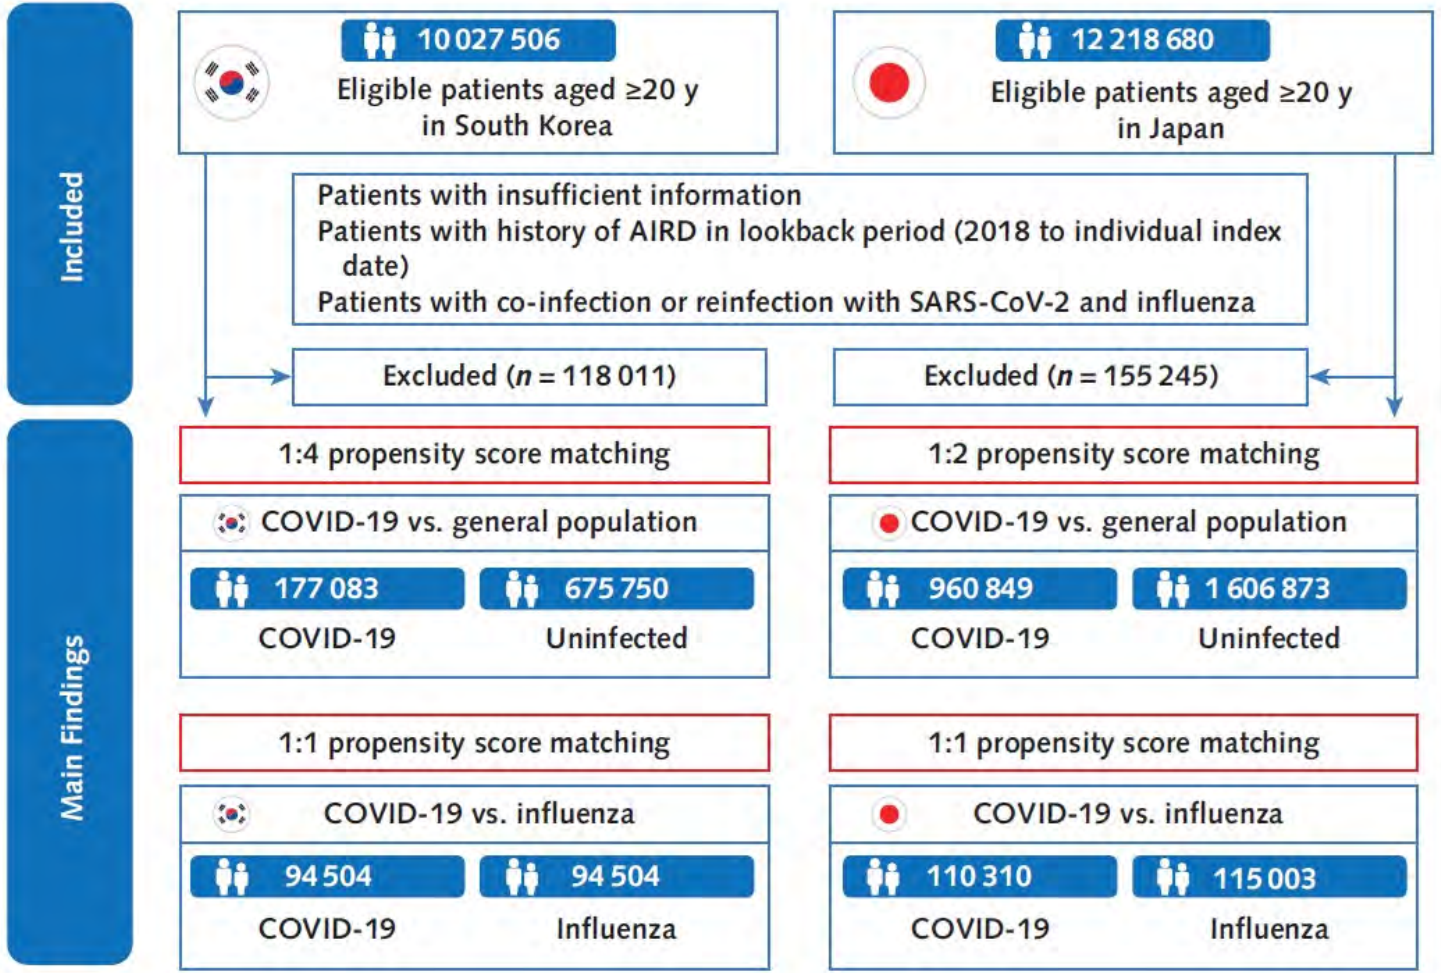 Included
10 027 506
Eligible patients aged ≥20 y
in South Korea
12 218 680
Eligible patients aged ≥20 y
in Japan
Patients with insufficient information
Patients with history of AIRD in lookback period (2018 to individual index
date)
Patients with co-infection or reinfection with SARS-CoV-2 and influenza
Excluded (n = 118 011)
Excluded (n = 155 245)
Main Findings
1:4 propensity score matching
COVID-19 vs. general population
177 083
COVID-19
675 750
Uninfected
1:2 propensity score matching
COVID-19 vs. general population
960 849
COVID-19
1 606 873
Uninfected
1:1 propensity score matching
COVID-19 vs. influenza
94 504
COVID-19
94 504
Influenza
1:1 propensity score matching
COVID-19 vs. influenza
110 310
COVID-19
115 003
Influenza